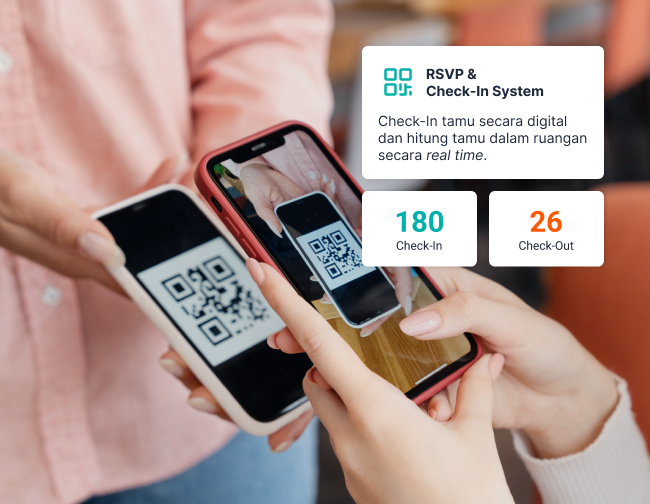 RSVP &
Check-In System
Check-In tamu secara digital
dan hitung tamu dalam ruangan
secara real time.
180
Check-In
26
Check-Out